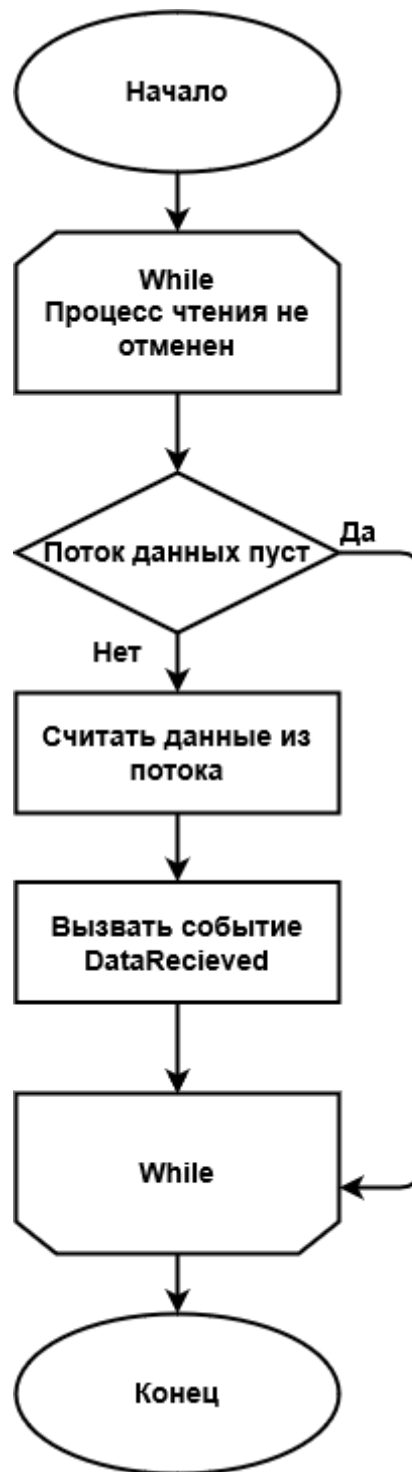 Начало
While
Процесс чтения не
отменен
Поток данных пуст
Да
Нет
Считать данные из
потока
Вызвать событие
DataRecieved
While
Конец